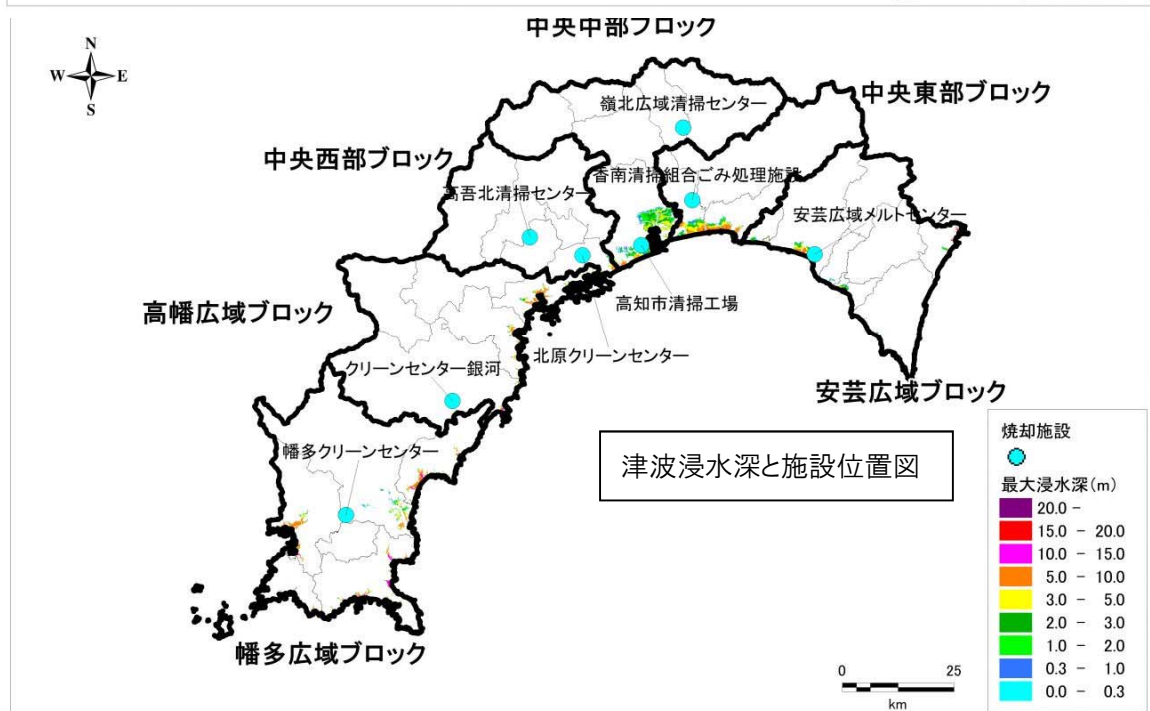 中央中部ブロック
N
W
E
S
嶺北広域清掃センター
中央東部ブロック
中央西部ブロック
香南清掃組合ごみ処理施設
高吾北清掃センター
安芸広域メルトセンター
高幡広域ブロック
高知市清掃工場
北原クリーンセンター
クリーンセンター銀河
安芸広域ブロック
幡多クリーンセンター
津波浸水深と施設位置図
焼却施設
最大浸水深(m)
20.0 -
15.0 - 20.0
10.0 - 15.0
5.0 - 10.0
3.0 - 5.0
2.0 - 3.0
1.0 - 2.0
0.3 - 1.0
0.0 - 0.3
幡多広域ブロック
0 25
km